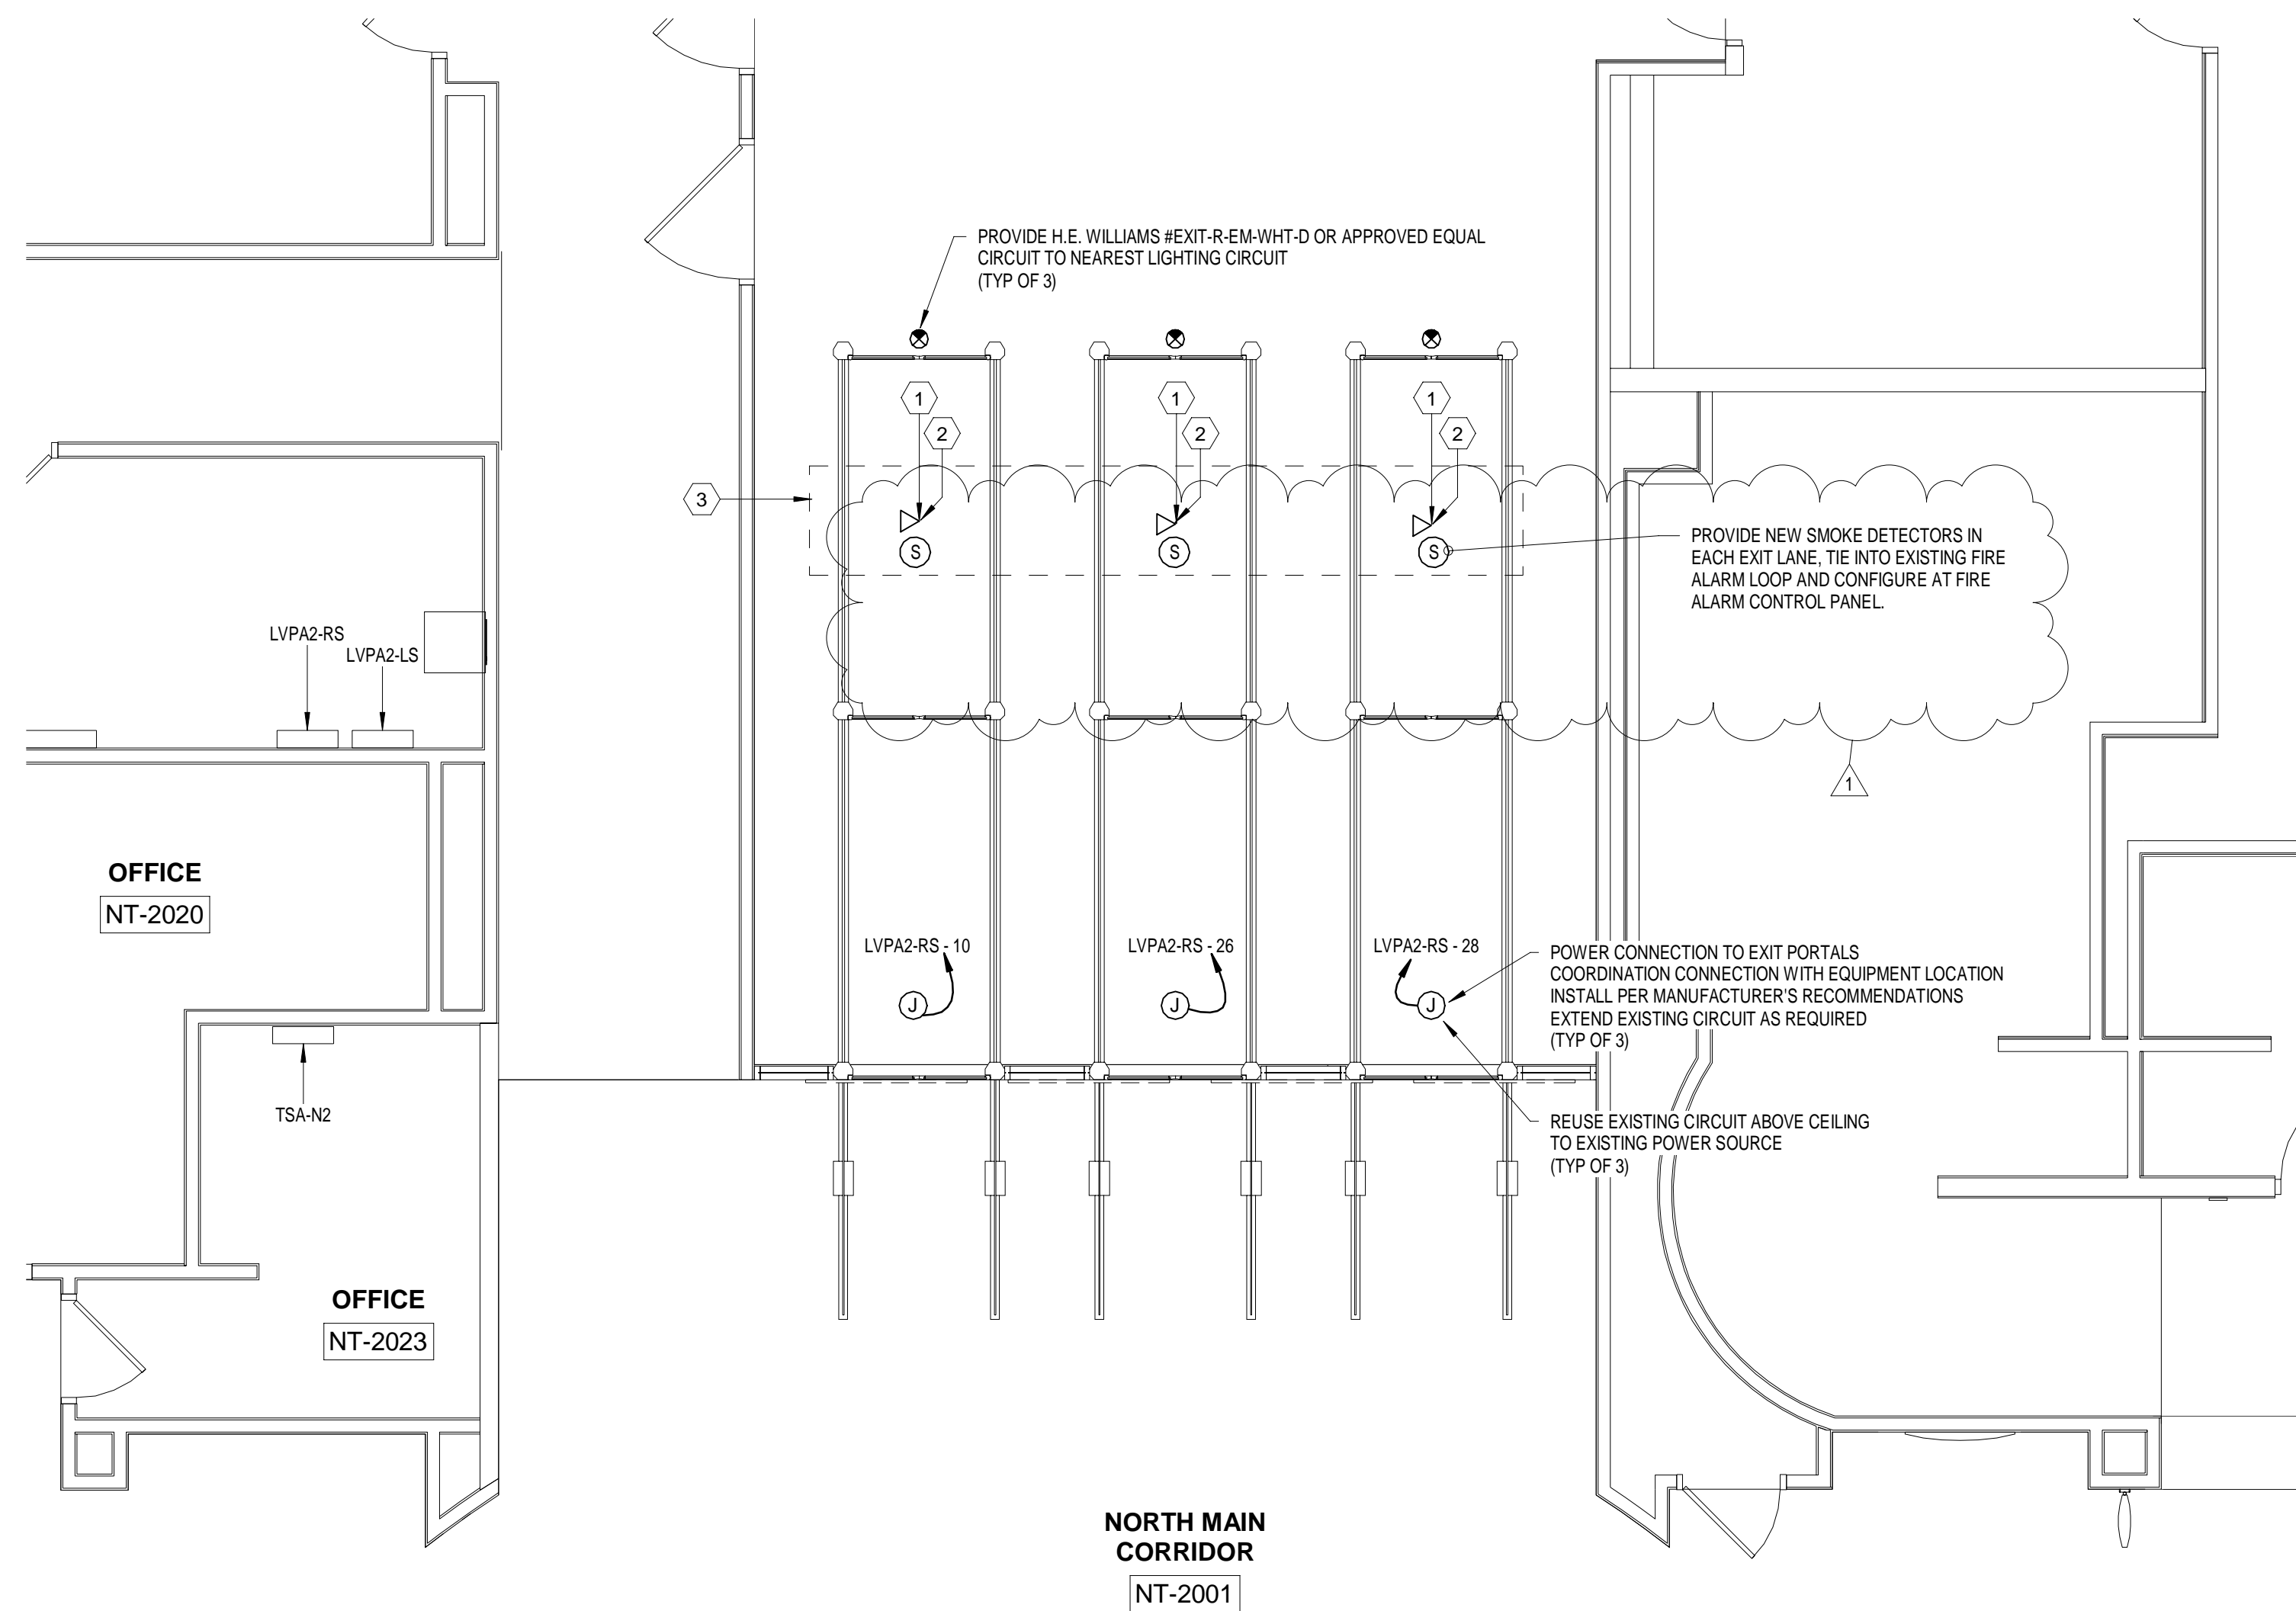 PROVIDE H.E. WILLIAMS #EXIT-R-EM-WHT-D OR APPROVED EQUAL
CIRCUIT TO NEAREST LIGHTING CIRCUIT
(TYP OF 3)
1
1
1
2
2
2
3
S
S
S
PROVIDE NEW SMOKE DETECTORS IN
EACH EXIT LANE, TIE INTO EXISTING FIRE
ALARM LOOP AND CONFIGURE AT FIRE
ALARM CONTROL PANEL.
LVPA2-RS
LVPA2-LS
1
OFFICE
NT-2020
LVPA2-RS - 10
LVPA2-RS - 26
LVPA2-RS - 28
J
J
J
POWER CONNECTION TO EXIT PORTALS
COORDINATION CONNECTION WITH EQUIPMENT LOCATION
INSTALL PER MANUFACTURER'S RECOMMENDATIONS
EXTEND EXISTING CIRCUIT AS REQUIRED
(TYP OF 3)
TSA-N2
REUSE EXISTING CIRCUIT ABOVE CEILING
TO EXISTING POWER SOURCE
(TYP OF 3)
OFFICE
NT-2023
NORTH MAIN
CORRIDOR
NT-2001